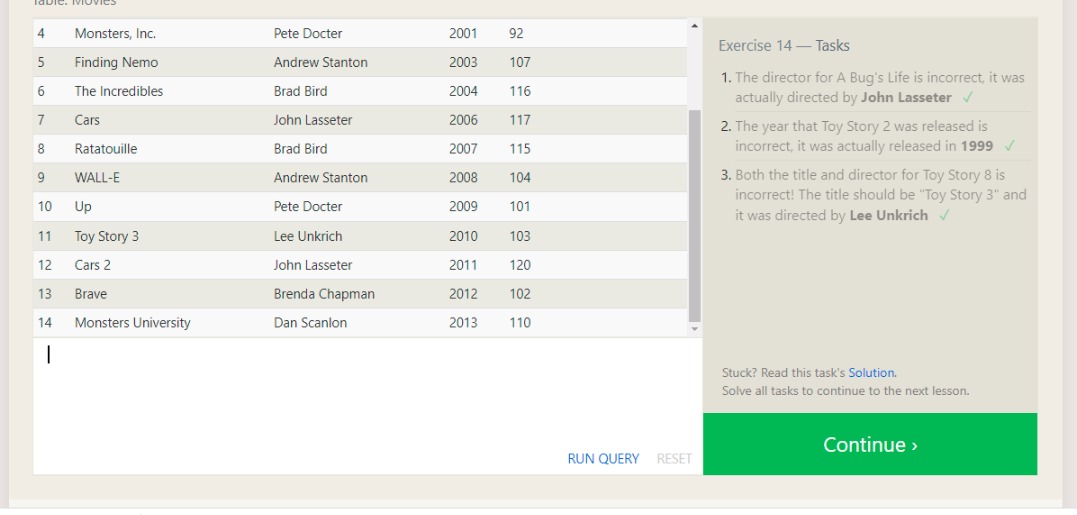 Table: Movies
4 Monsters, Inc. Pete Docter 2001 92
5 Finding Nemo Andrew Stanton 2003 107
6 The Incredibles Brad Bird 2004 116
7 Cars John Lasseter 2006 117
8 Ratatouille Brad Bird 2007 115
9 WALL-E Andrew Stanton 2008 104
10 Up Pete Docter 2009 101
11 Toy Story 3 Lee Unkrich 2010 103
12 Cars 2 John Lasseter 2011 120
13 Brave Brenda Chapman 2012 102
14 Monsters University Dan Scanlon 2013 110
RUN QUERY RESET
Exercise 14 — Tasks
1. The director for A Bug's Life is incorrect, it was
actually directed by John Lasseter ✓
2. The year that Toy Story 2 was released is
incorrect, it was actually released in 1999 ✓
3. Both the title and director for Toy Story 8 is
incorrect! The title should be "Toy Story 3" and
it was directed by Lee Unkrich ✓
Stuck? Read this task's Solution.
Solve all tasks to continue to the next lesson.
Continue ›